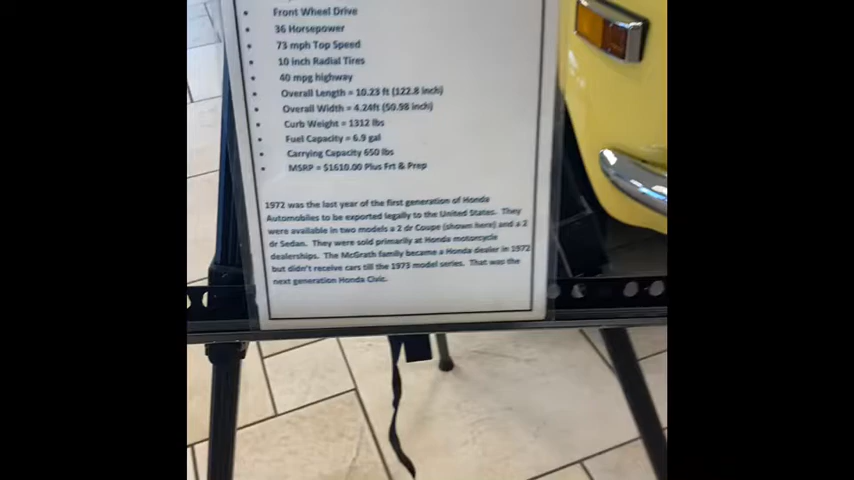 Front Wheel Drive
36 Horsepower
73 mph Top Speed
10 inch Radial Tires
40 mpg highway
Overall Length = 10.23 ft (122.8 inch)
Overall Width = 4.24ft (50.98 inch)
Curb Weight = 1312 lbs
Fuel Capacity = 6.9 gal
Carrying Capacity 650 lbs
MSRP = $1610.00 Plus Frt & Prep
1972 was the last year of the first generation of Honda
Automobiles to be exported legally to the United States. They
were available in two models a 2 dr Coupe (shown here) and a 2
dr Sedan. They were sold primarily at Honda motorcycle
dealerships. The McGrath family became a Honda dealer in 1972
but didn't receive cars till the 1973 model series. That was the
next generation Honda Civic.